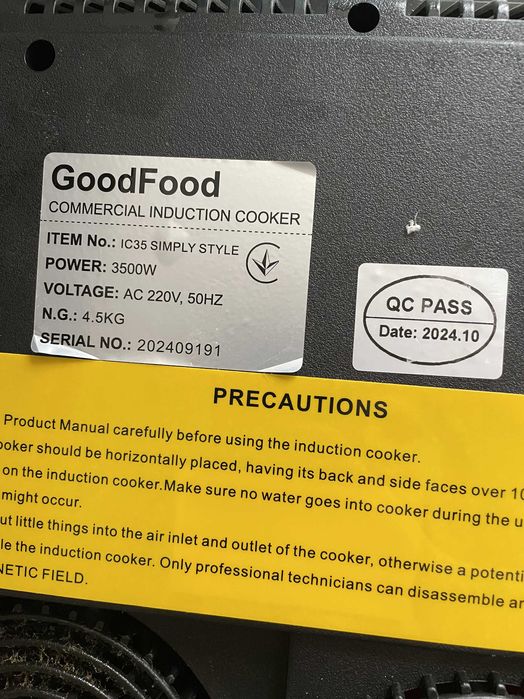 GoodFood
COMMERCIAL INDUCTION COOKER
ITEM No.: IC35 SIMPLY STYLE
POWER: 3500W
VOLTAGE: AC 220V, 50HZ
N.G.: 4.5KG
SERIAL NO.: 202409191
QC PASS
Date: 2024.10
PRECAUTIONS
Product Manual carefully before using the induction cooker.
ooker should be horizontally placed, having its back and side faces over 10
on the induction cooker.Make sure no water goes into cooker during the u
might occur.
ut little things into the air inlet and outlet of the cooker, otherwise a potenti
le the induction cooker. Only professional technicians can disassemble an
NETIC FIELD.